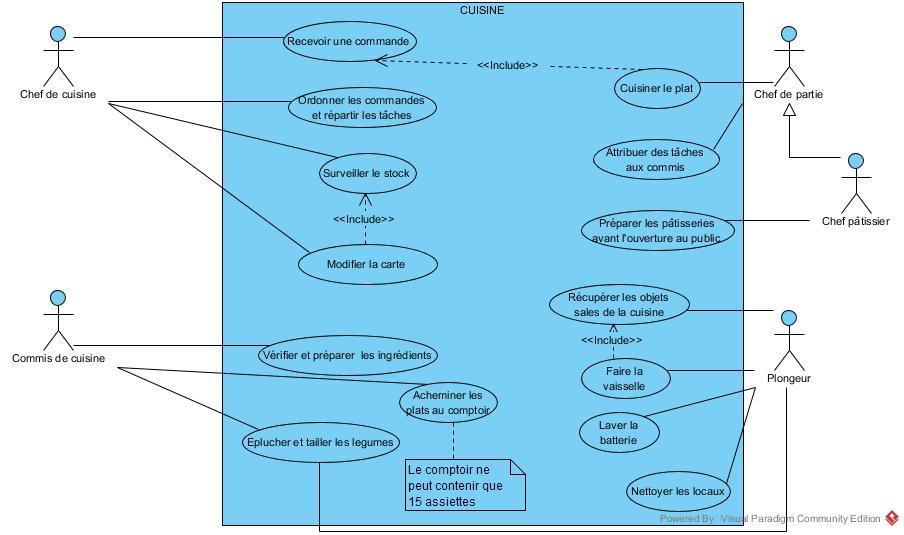 CUISINE
Recevoir une commande
<<Include>>
Cuisiner le plat
Chef de cuisine
Chef de partie
Ordonner les commandes
et répartir les tâches
Attribuer des tâches
aux commis
Surveiller le stock
<<Include>>
Préparer les pâtisseries
avant l'ouverture au public
Chef pâtissier
Modifier la carte
Récupérer les objets
sales de la cuisine
<<Include>>
Commis de cuisine
Vérifier et préparer les ingrédients
Faire la
vaisselle
Plongeur
Acheminer les
plats au comptoir
Laver la
batterie
Eplucher et tailler les legumes
Le comptoir ne
peut contenir que
15 assiettes
Nettoyer les locaux
Powered By Visual Paradigm Community Edition